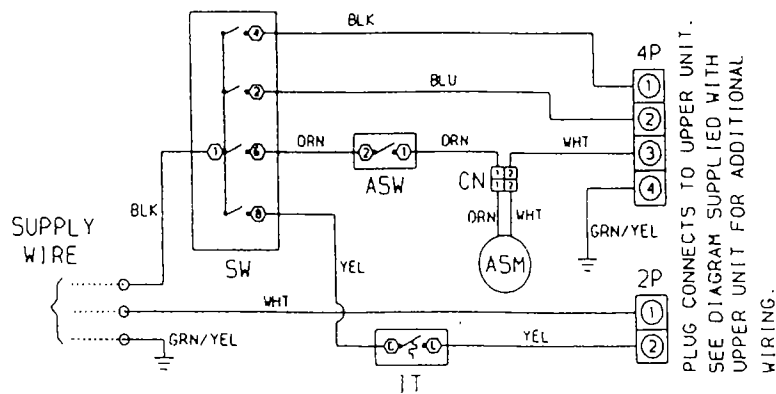 BLK
4
4P
1
BLU
2
2
1
6
ORN
2
1
ASW
ORN
1 2
1 2
CN
WHT
3
4
BLK
8
SW
ORN
WHT
ASM
GRN/YEL
SUPPLY
WIRE
YEL
2P
WHT
1
GRN/YEL
C
L
IT
YEL
2
PLUG CONNECTS TO UPPER UNIT.
SEE DIAGRAM SUPPLIED WITH
UPPER UNIT FOR ADDITIONAL
WIRING.